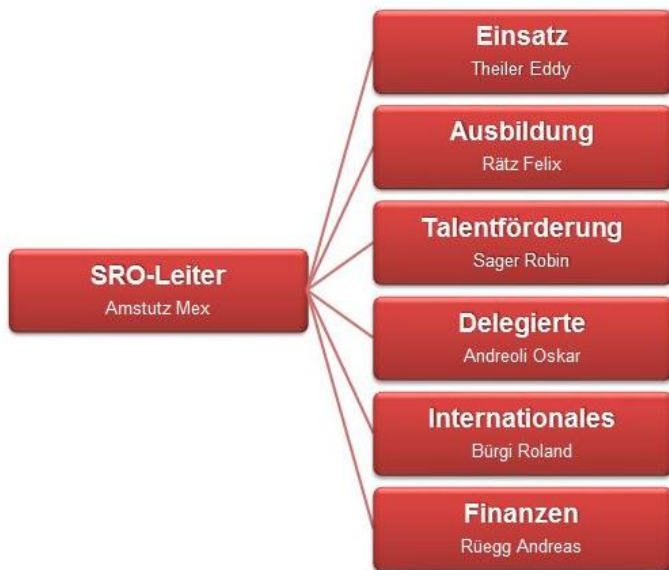 SRO-Leiter
Amstutz Mex
Einsatz
Theiler Eddy
Ausbildung
Rätz Felix
Talentförderung
Sager Robin
Delegierte
Andreoli Oskar
Internationales
Bürgi Roland
Finanzen
Rüegg Andreas